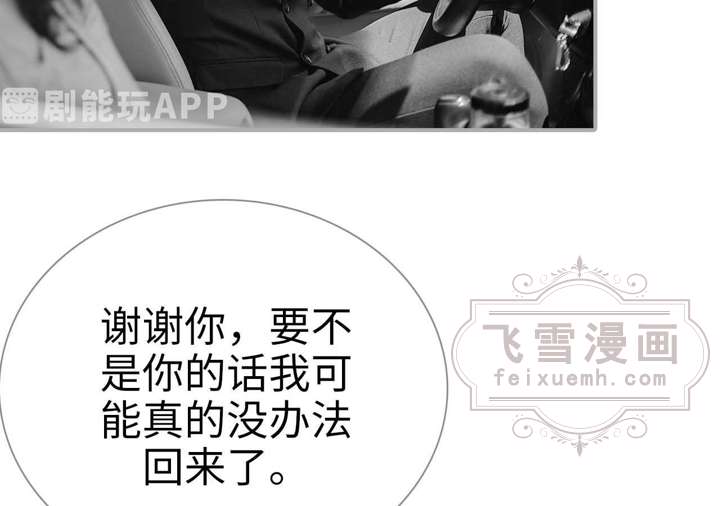 剧能玩APP
谢谢你，要不
是你的话我可
能真的没办法
回来了。
飞雪漫画
feixuemh.com